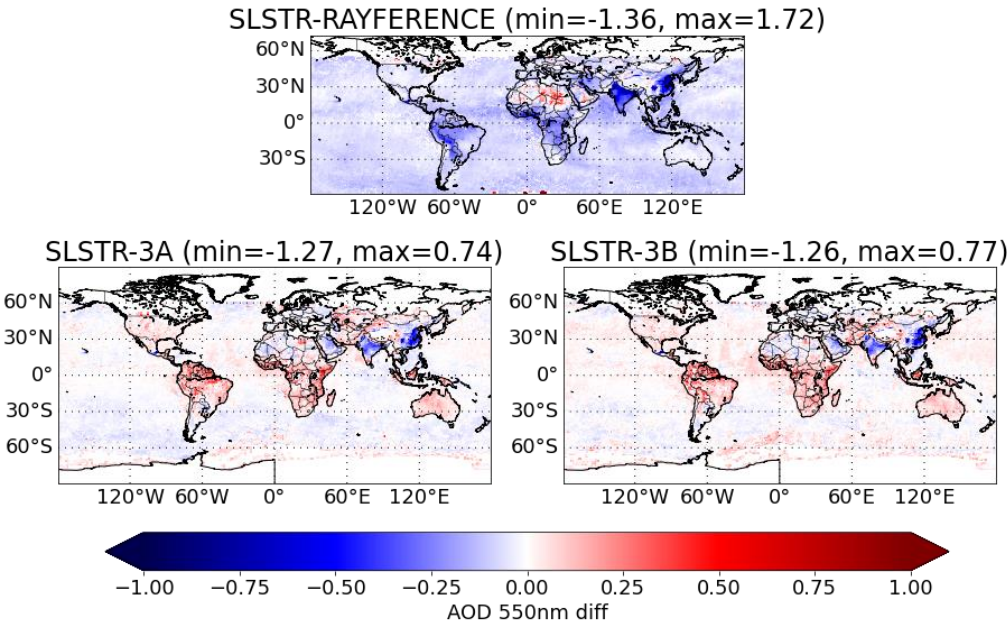 SLSTR-RAYFERENCE (min=-1.36, max=1.72)
60°N
30°N
0°
30°S
120°W 60°W 0° 60°E 120°E
SLSTR-3A (min=-1.27, max=0.74)
60°N
30°N
0°
30°S
60°S
120°W 60°W 0° 60°E 120°E
SLSTR-3B (min=-1.26, max=0.77)
60°N
30°N
0°
30°S
60°S
120°W 60°W 0° 60°E 120°E
−1.00 −0.75 −0.50 −0.25 0.00 0.25 0.50 0.75 1.00
AOD 550nm diff